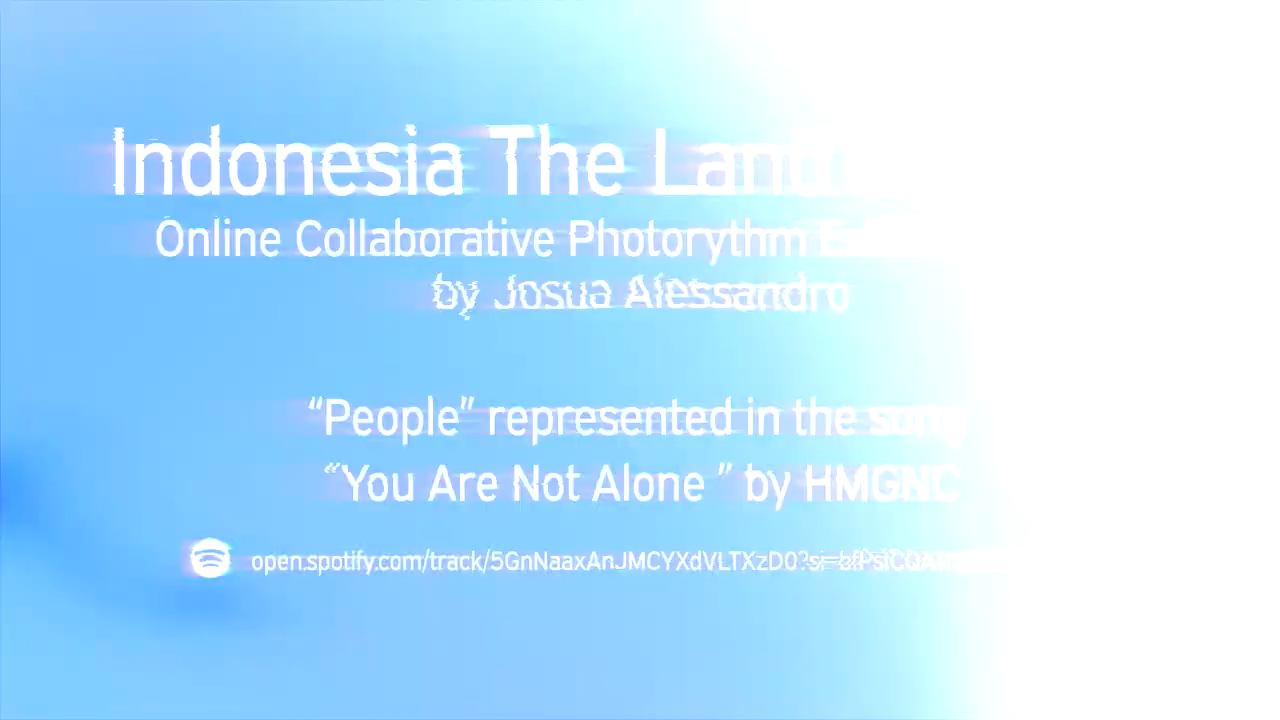 Indonesia The Land
Online Collaborative Photorythm
by Josua Alessandro
“People” represented in the song
“You Are Not Alone ” by HMGNC
open.spotify.com/track/5GnNaaxAnJMCYXdVLTXzD0?si=